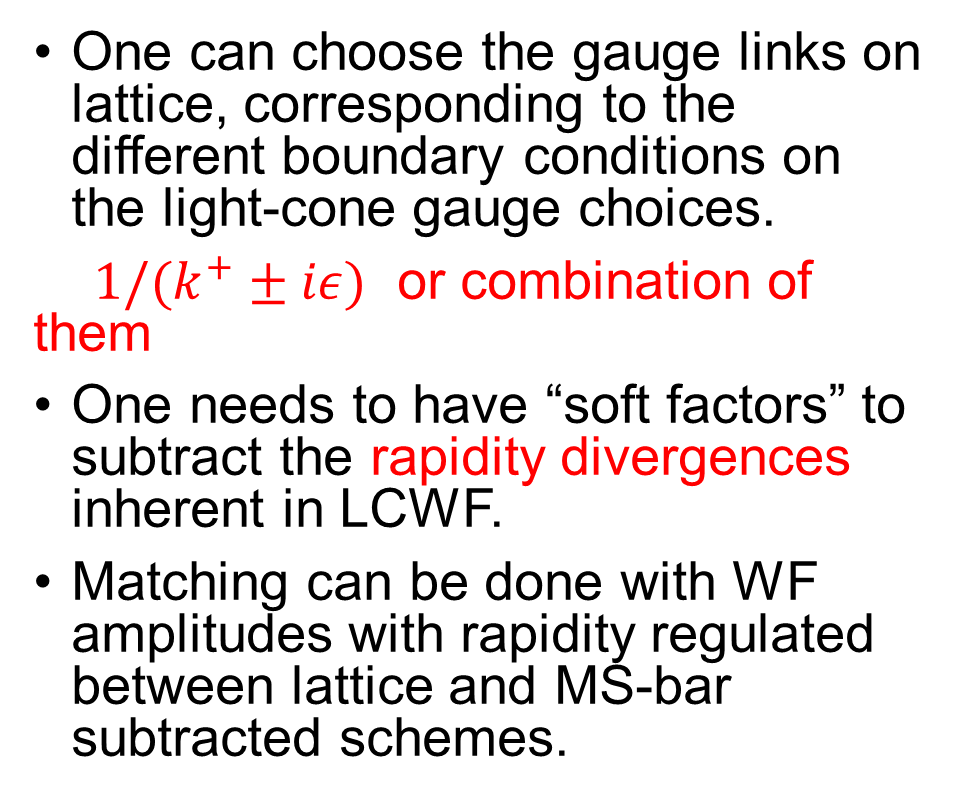 • One can choose the gauge links on
lattice, corresponding to the
different boundary conditions on
the light-cone gauge choices.
1/(k⁺ ± iϵ) or combination of
them
• One needs to have “soft factors” to
subtract the rapidity divergences
inherent in LCWF.
• Matching can be done with WF
amplitudes with rapidity regulated
between lattice and MS-bar
subtracted schemes.